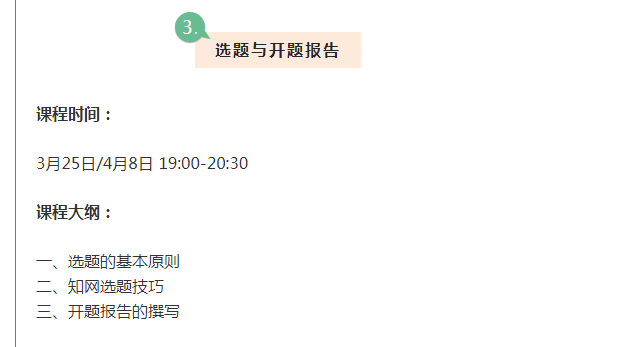 3.
选题与开题报告
课程时间：
3月25日/4月8日 19:00-20:30
课程大纲：
一、选题的基本原则
二、知网选题技巧
三、开题报告的撰写